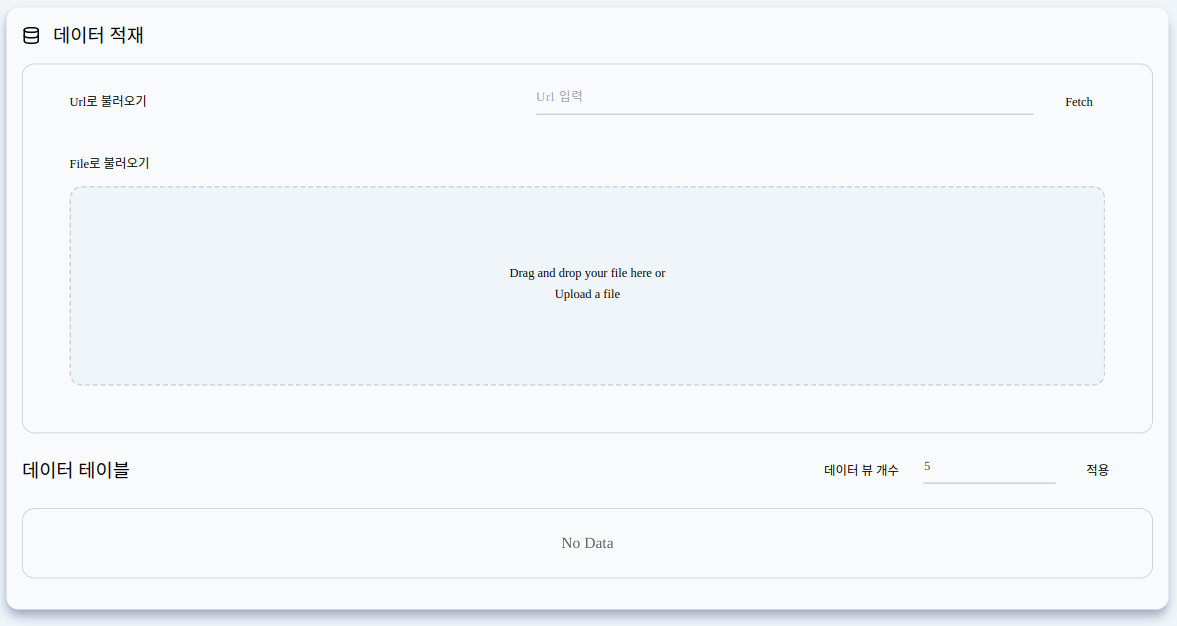 데이터 적재
Url로 불러오기
Url 입력
Fetch
File로 불러오기
Drag and drop your file here or
Upload a file
데이터 테이블
데이터 뷰 개수
5
적용
No Data